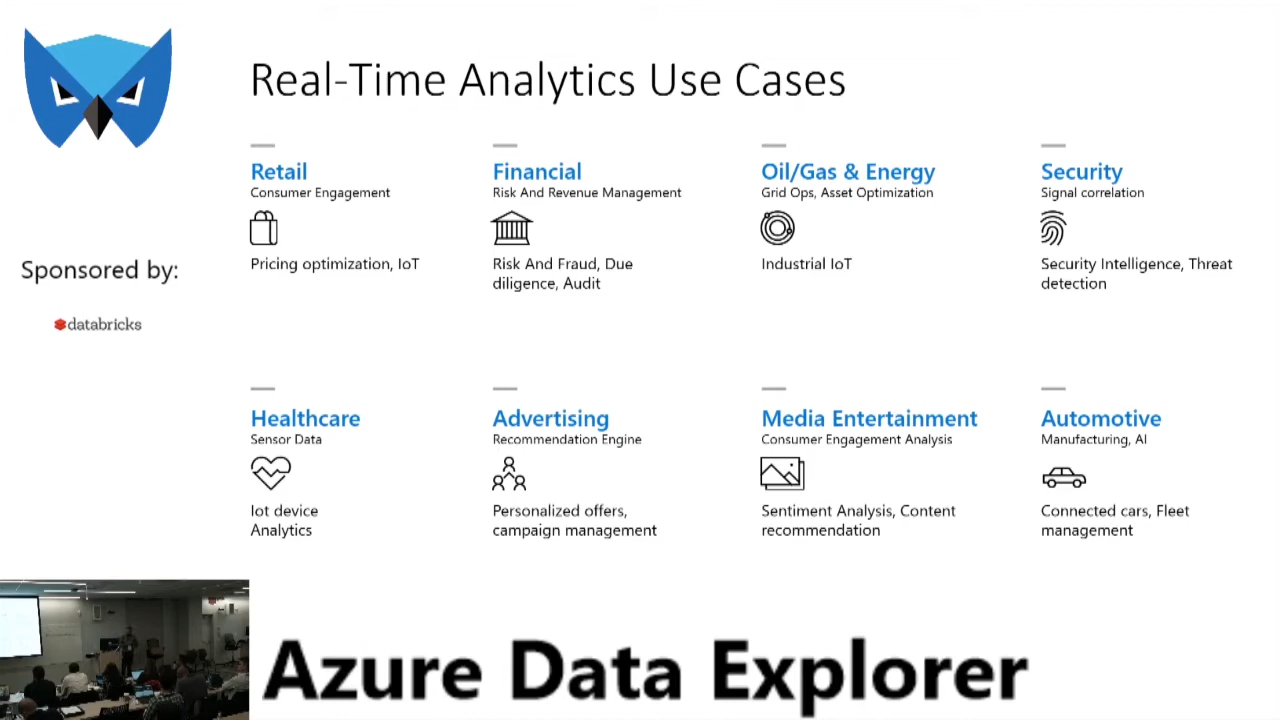 Real-Time Analytics Use Cases
Retail
Consumer Engagement
Pricing optimization, IoT
Financial
Risk And Revenue Management
Risk And Fraud, Due
diligence, Audit
Oil/Gas & Energy
Grid Ops, Asset Optimization
Industrial IoT
Security
Signal correlation
Security Intelligence, Threat
detection
Sponsored by:
databricks
Healthcare
Sensor Data
Iot device
Analytics
Advertising
Recommendation Engine
Personalized offers,
campaign management
Media Entertainment
Consumer Engagement Analysis
Sentiment Analysis, Content
recommendation
Automotive
Manufacturing, AI
Connected cars, Fleet
management
Azure Data Explorer